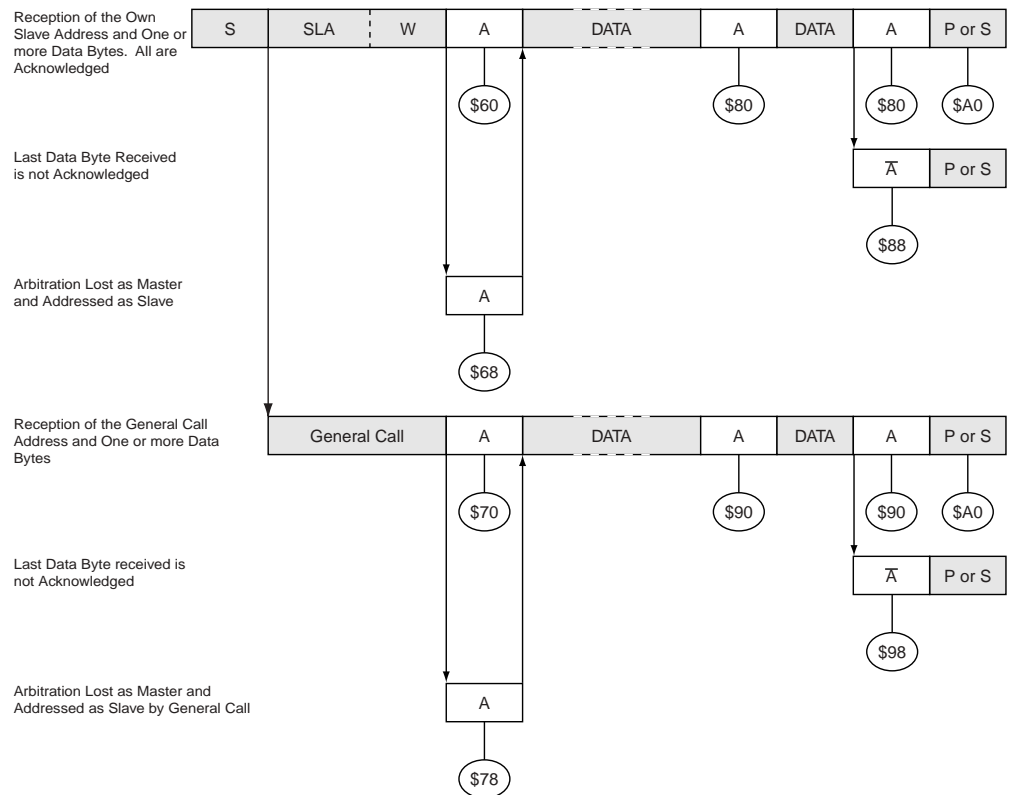 Reception of the Own
Slave Address and One or
more Data Bytes. All are
Acknowledged
S SLA W A DATA A DATA A P or S
$60 $80 $80 $A0
Last Data Byte Received
is not Acknowledged
A̅ P or S
$88
Arbitration Lost as Master
and Addressed as Slave
A
$68
Reception of the General Call
Address and One or more Data
Bytes
General Call A DATA A DATA A P or S
$70 $90 $90 $A0
Last Data Byte received is
not Acknowledged
A̅ P or S
$98
Arbitration Lost as Master and
Addressed as Slave by General Call
A
$78